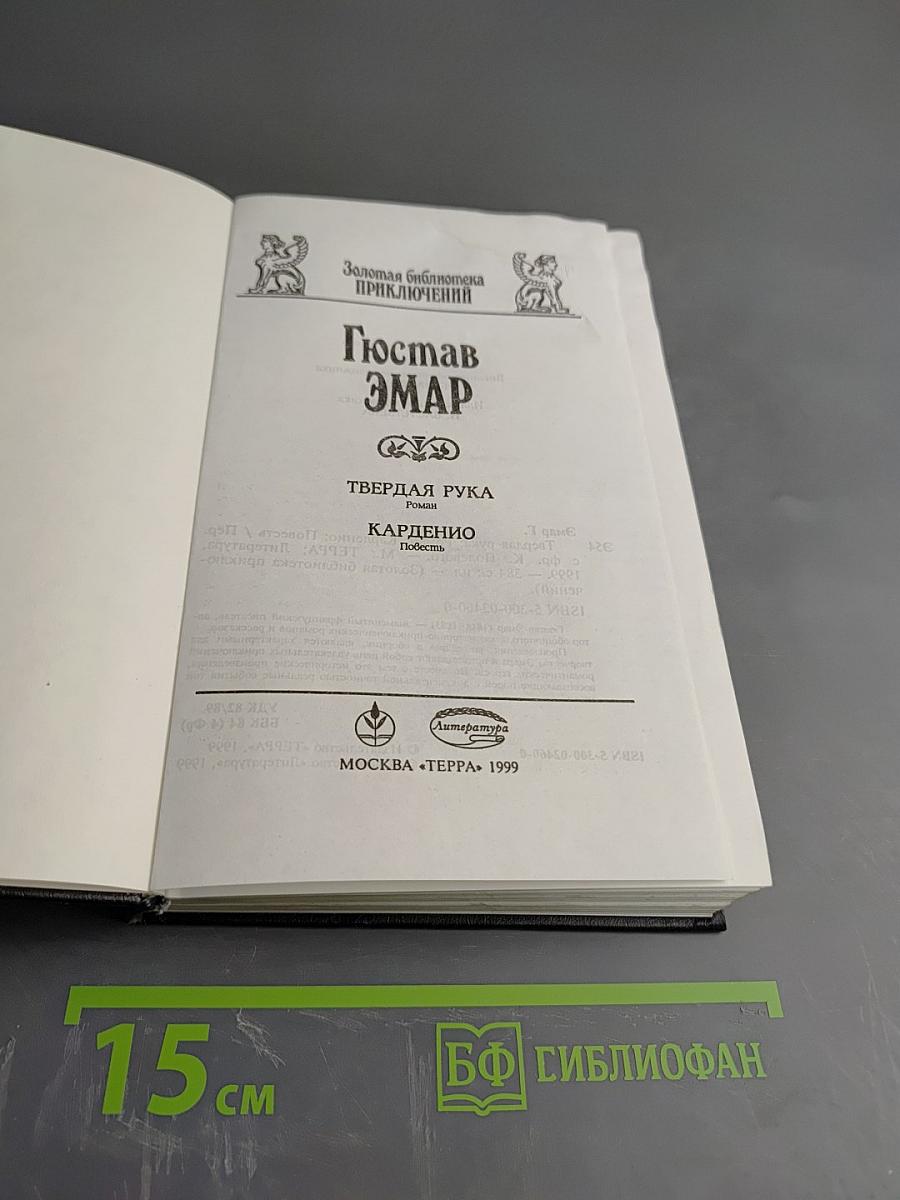 Золотая библиотека
ПРИКЛЮЧЕНИЙ
Гюстав
ЭМАР
ТВЕРДАЯ РУКА
Роман
КАРДЕНИО
Повесть
Литература
МОСКВА «ТЕРРА» 1999
15 см
БФ БИБЛИОФАН